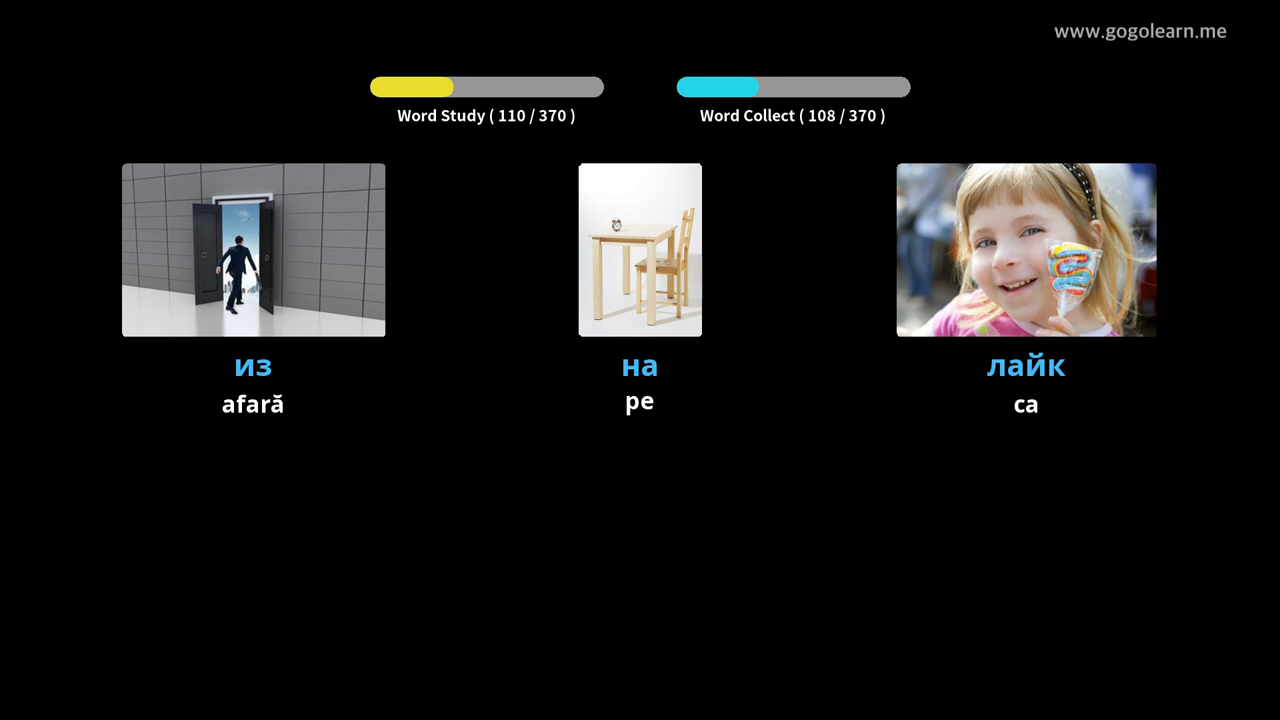 www.gogolearn.me
Word Study ( 110 / 370 )
Word Collect ( 108 / 370 )
из
на
лайк
afară
pe
ca